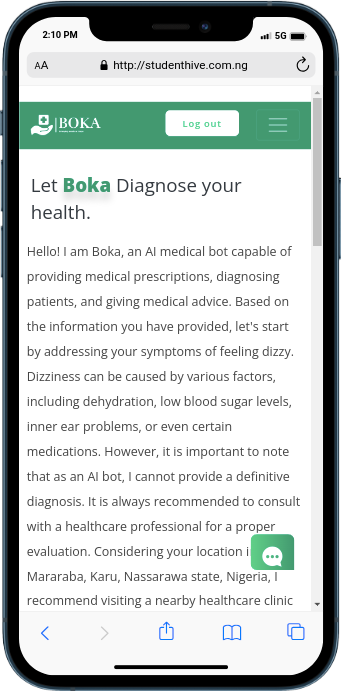 2:10 PM 5G
AA http://studenthive.com.ng
BOKA Log out
Let Boka Diagnose your
health.
Hello! I am Boka, an AI medical bot capable of
providing medical prescriptions, diagnosing
patients, and giving medical advice. Based on
the information you have provided, let's start
by addressing your symptoms of feeling dizzy.
Dizziness can be caused by various factors,
including dehydration, low blood sugar levels,
inner ear problems, or even certain
medications. However, it is important to note
that as an AI bot, I cannot provide a definitive
diagnosis. It is always recommended to consult
with a healthcare professional for a proper
evaluation. Considering your location
Mararaba, Karu, Nassarawa state, Nigeria, I
recommend visiting a nearby healthcare clinic